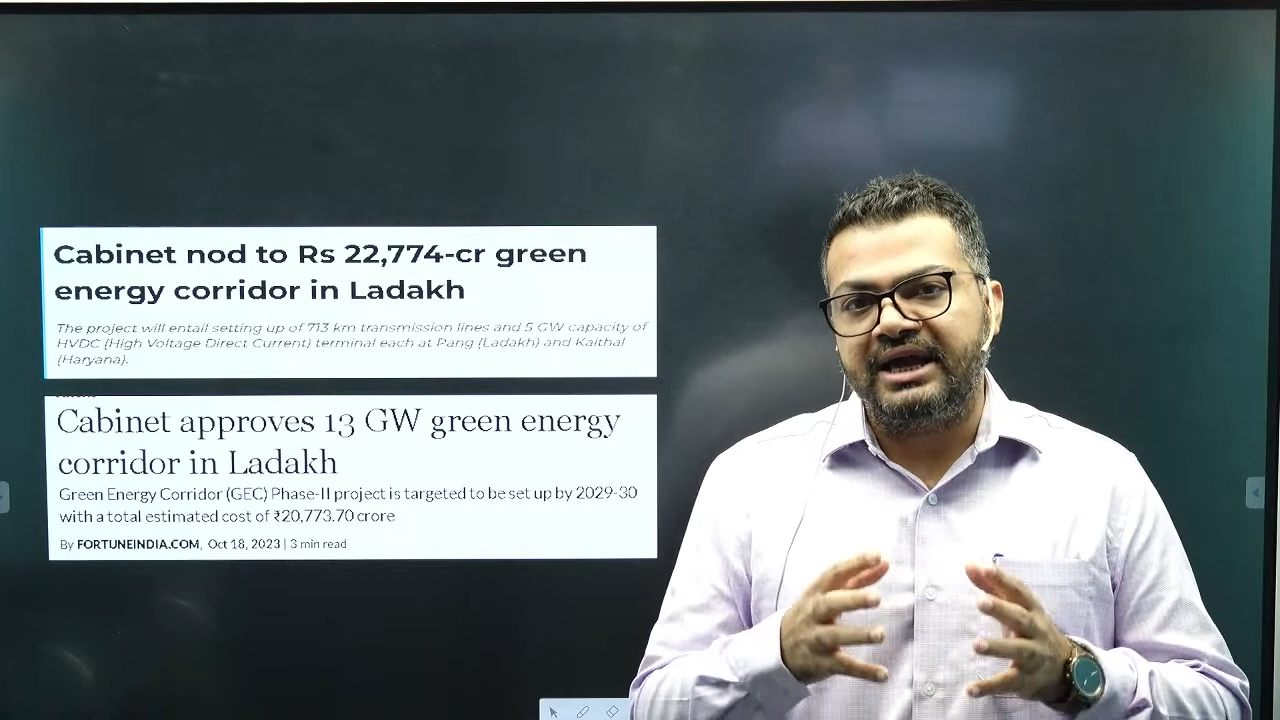 Cabinet nod to Rs 22,774-cr green
energy corridor in Ladakh
The project will entail setting up of 713 km transmission lines and 5 GW capacity of
HVDC (High Voltage Direct Current) terminal each at Pang (Ladakh) and Kaithal
(Haryana).
Cabinet approves 13 GW green energy
corridor in Ladakh
Green Energy Corridor (GEC) Phase-II project is targeted to be set up by 2029-30
with a total estimated cost of ₹20,773.70 crore
By FORTUNEINDIA.COM, Oct 18, 2023 | 3 min read